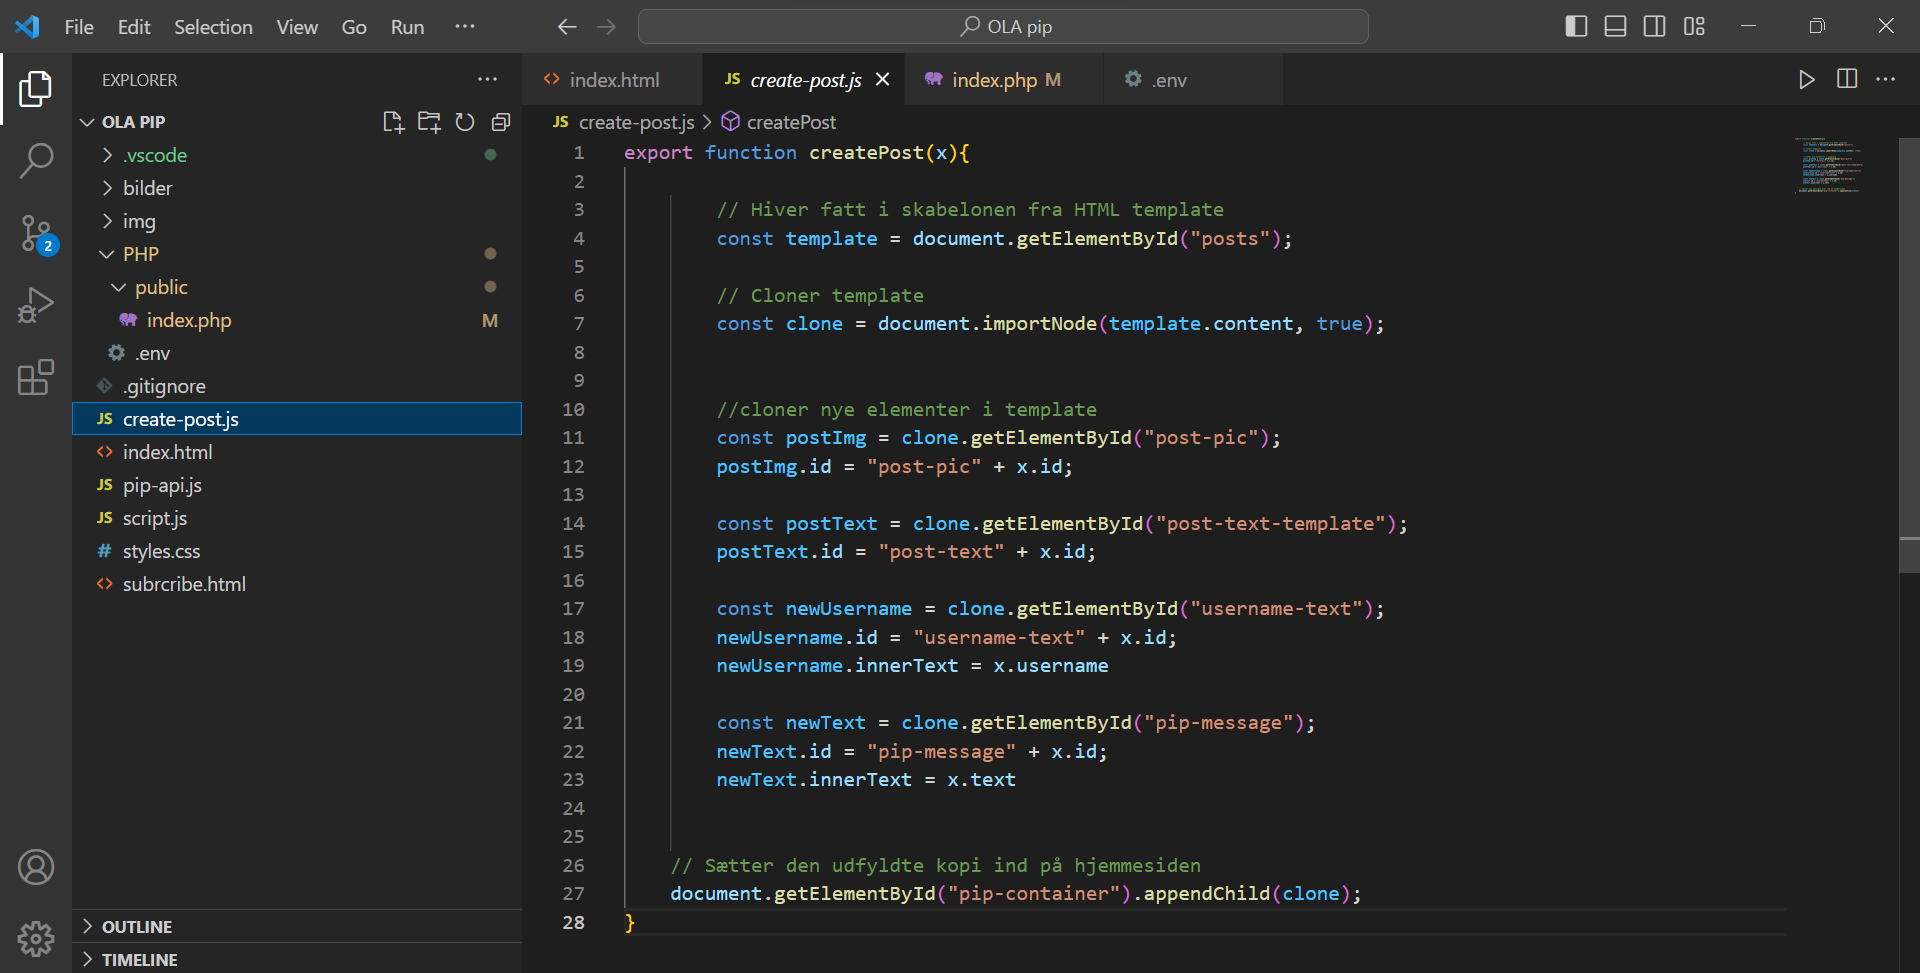 File Edit Selection View Go Run ···
OLA pip
EXPLORER ···
index.html
JS create-post.js
index.php M
.env
OLA PIP
JS create-post.js > createPost
.vscode
bilder
img
PHP
public
index.php M
.env
.gitignore
JS create-post.js
index.html
JS pip-api.js
JS script.js
# styles.css
subrcribe.html
2
OUTLINE
TIMELINE
1 export function createPost(x){
2
3 // Hiver fatt i skabelonen fra HTML template
4 const template = document.getElementById("posts");
5
6 // Cloner template
7 const clone = document.importNode(template.content, true);
8
9
10 //cloner nye elementer i template
11 const postImg = clone.getElementById("post-pic");
12 postImg.id = "post-pic" + x.id;
13
14 const postText = clone.getElementById("post-text-template");
15 postText.id = "post-text" + x.id;
16
17 const newUsername = clone.getElementById("username-text");
18 newUsername.id = "username-text" + x.id;
19 newUsername.innerText = x.username
20
21 const newText = clone.getElementById("pip-message");
22 newText.id = "pip-message" + x.id;
23 newText.innerText = x.text
24
25
26 // Sætter den udfyldte kopi ind på hjemmesiden
27 document.getElementById("pip-container").appendChild(clone);
28 }